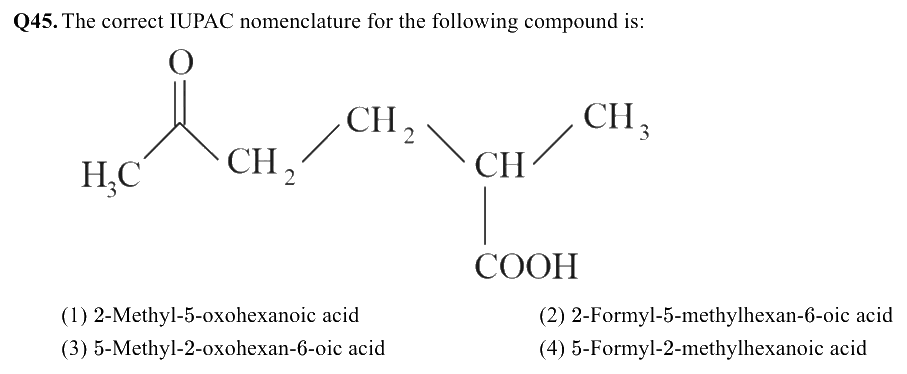 Q45. The correct IUPAC nomenclature for the following compound is:
O
CH₂ CH₃
H₃C CH₂ CH
COOH
(1) 2-Methyl-5-oxohexanoic acid (2) 2-Formyl-5-methylhexan-6-oic acid
(3) 5-Methyl-2-oxohexan-6-oic acid (4) 5-Formyl-2-methylhexanoic acid